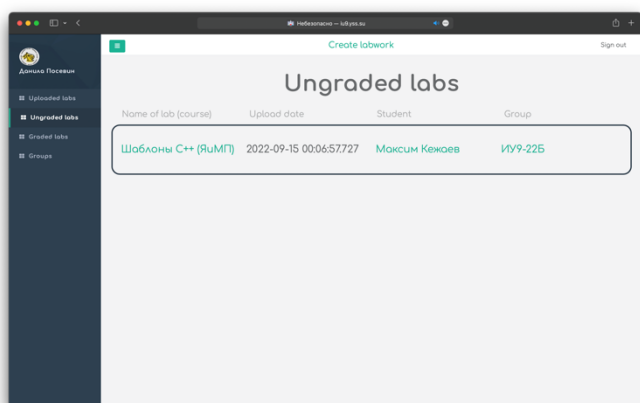 Небезопасно — iu9.yss.su
Create labwork
Sign out
Данила Посевин
Uploaded labs
Ungraded labs
Graded labs
Groups
Ungraded labs
Name of lab (course) Upload date Student Group
Шаблоны C++ (ЯиМП) 2022-09-15 00:06:57.727 Максим Кежаев ИУ9-22Б